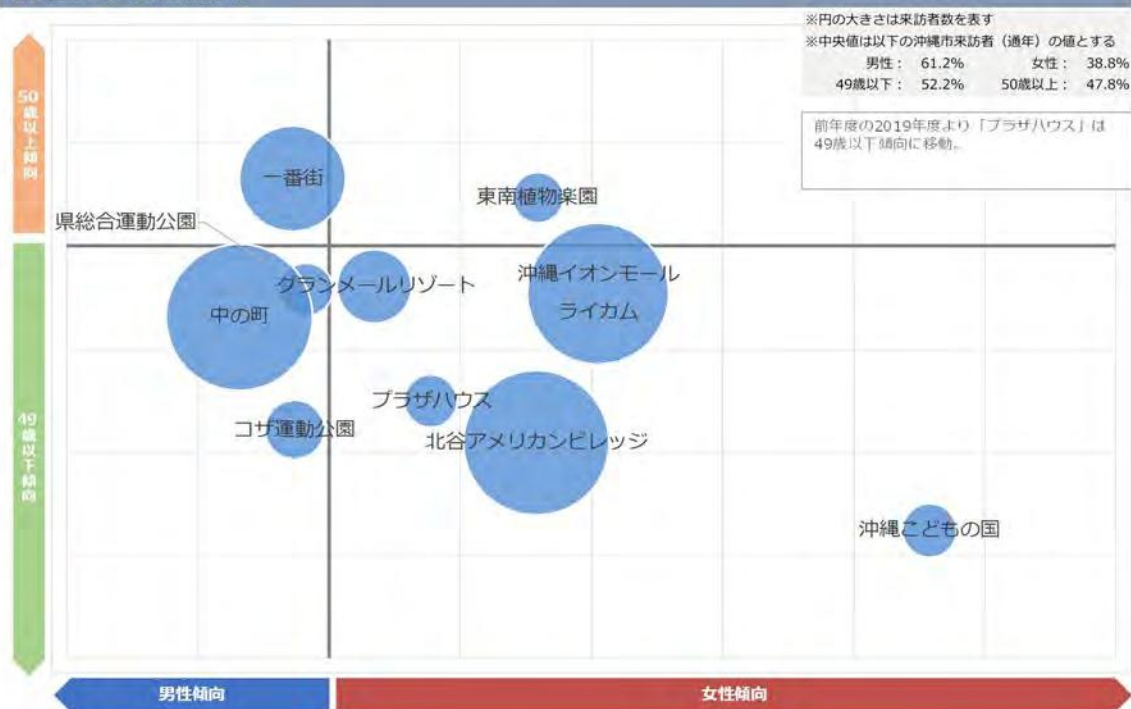 ※円の大きさは来訪者数を表す
※中央値は以下の沖縄市来訪者（通年）の値とする
男性： 61.2% 女性： 38.8%
49歳以下： 52.2% 50歳以上： 47.8%
前年度の2019年度より「プラザハウス」は
49歳以下傾向に移動。
50歳以上傾向
一番街
東南植物楽園
県総合運動公園
グランメールリゾート
沖縄イオンモール
ライカム
中の町
49歳以下傾向
プラザハウス
コザ運動公園
北谷アメリカンビレッジ
沖縄こどもの国
男性傾向
女性傾向